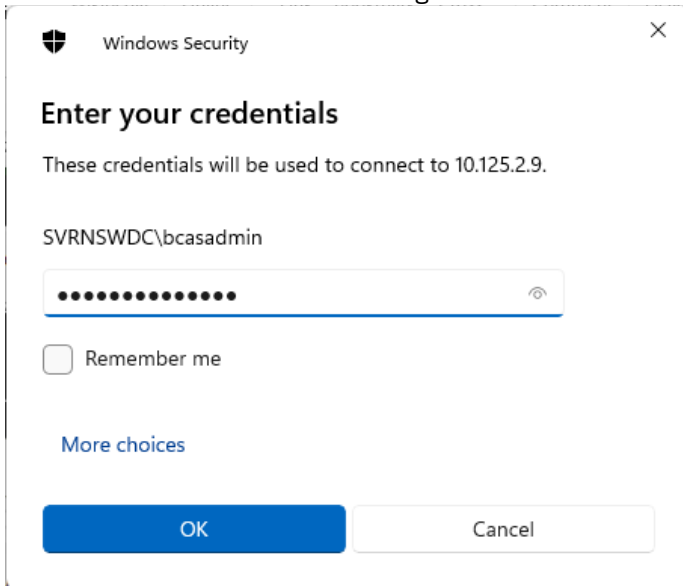 Windows Security
Enter your credentials
These credentials will be used to connect to 10.125.2.9.
SVRNSWDC\bcasadmin
••••••••••••••
Remember me
More choices
OK
Cancel